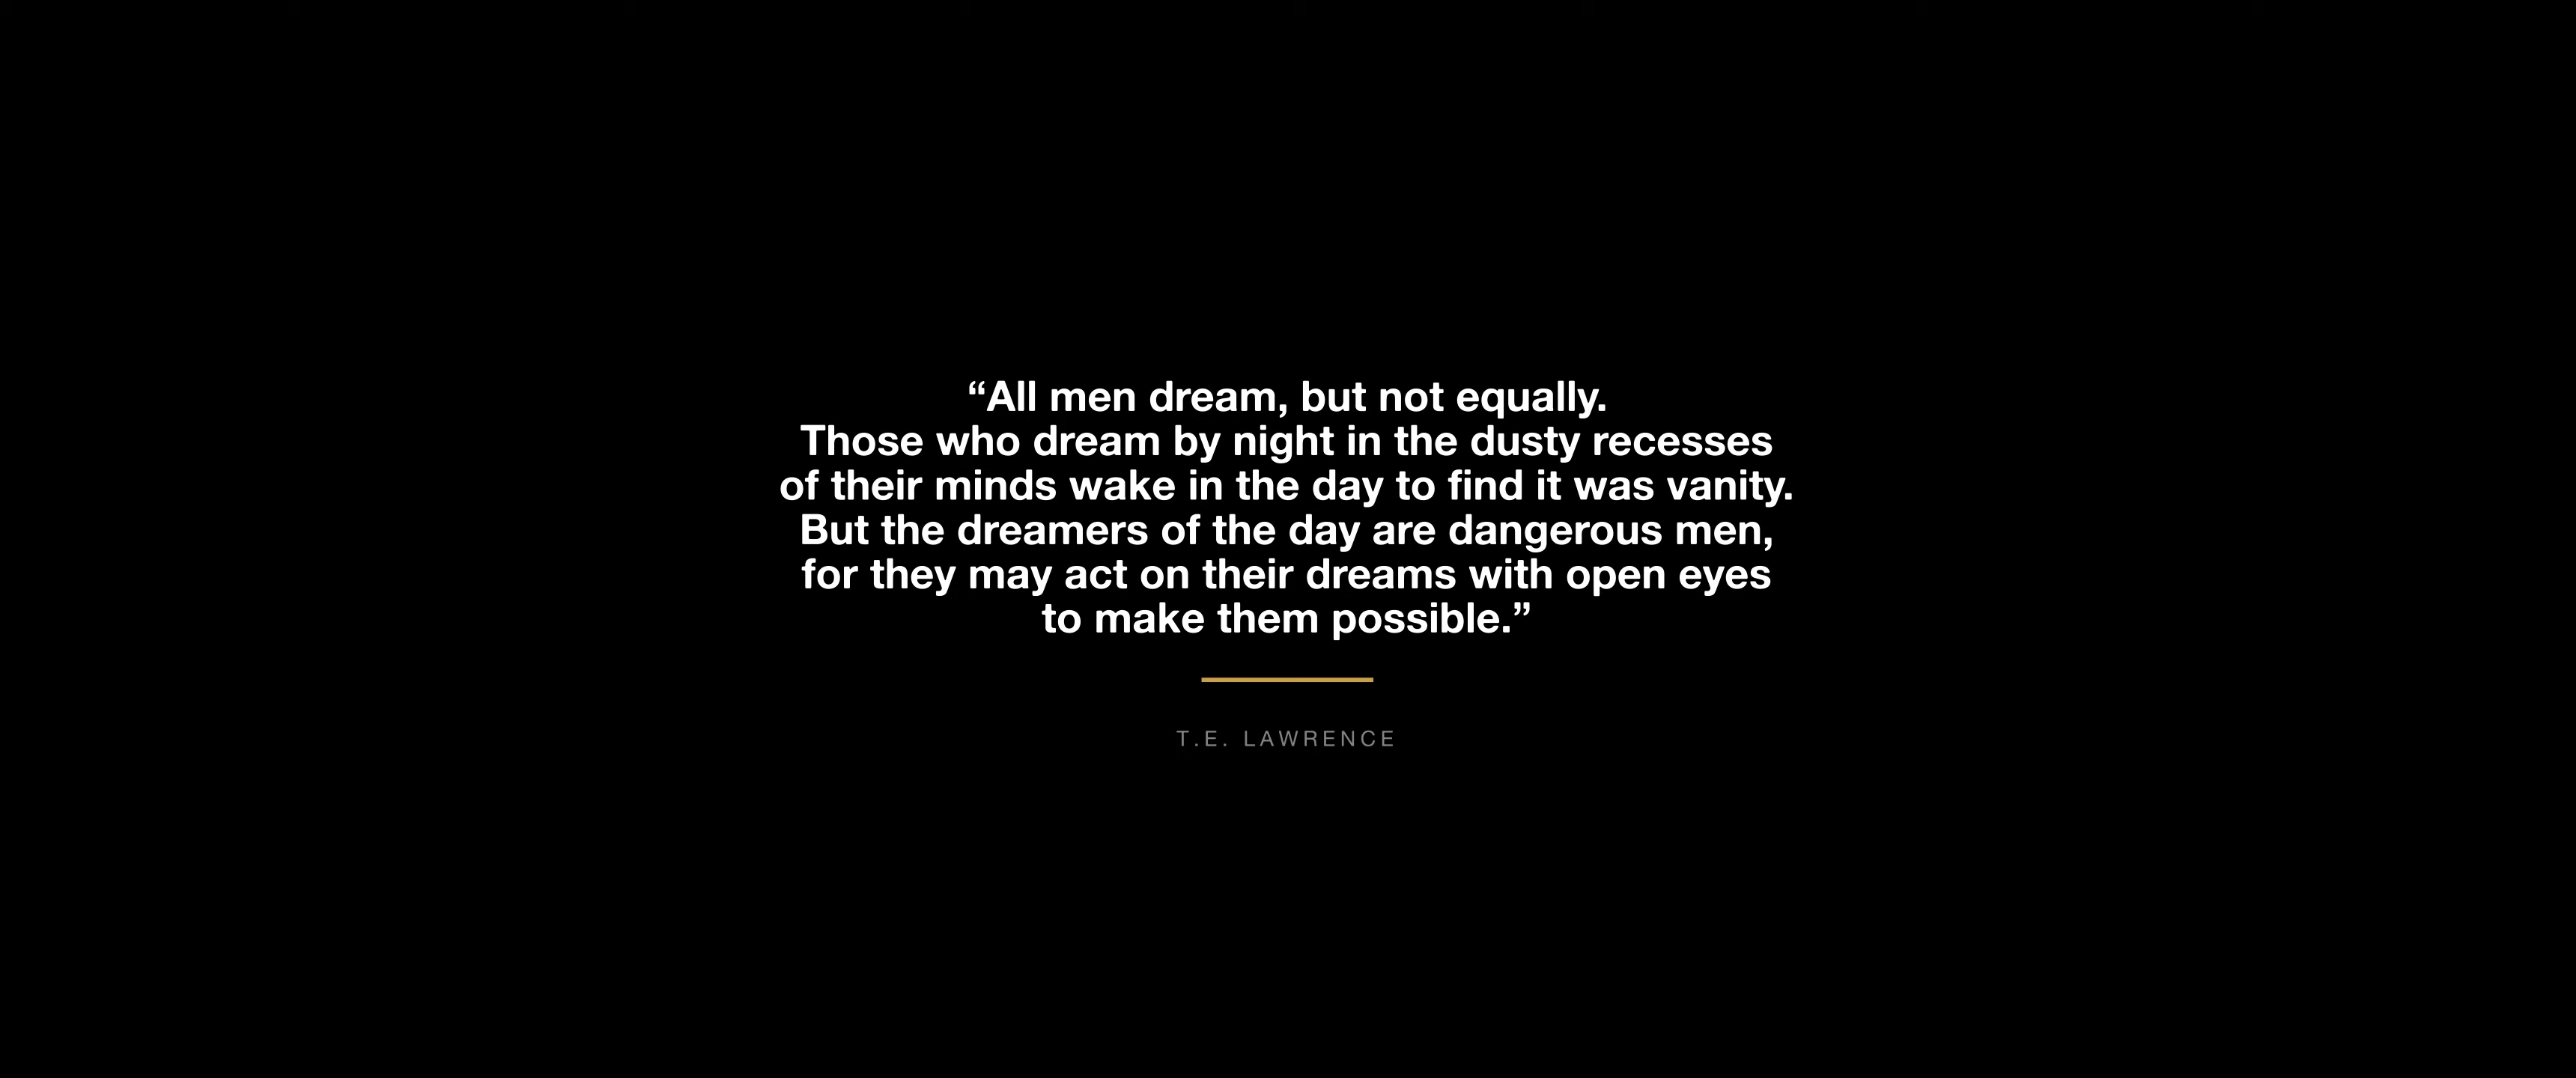 “All men dream, but not equally.
Those who dream by night in the dusty recesses
of their minds wake in the day to find it was vanity.
But the dreamers of the day are dangerous men,
for they may act on their dreams with open eyes
to make them possible.”
T.E. LAWRENCE